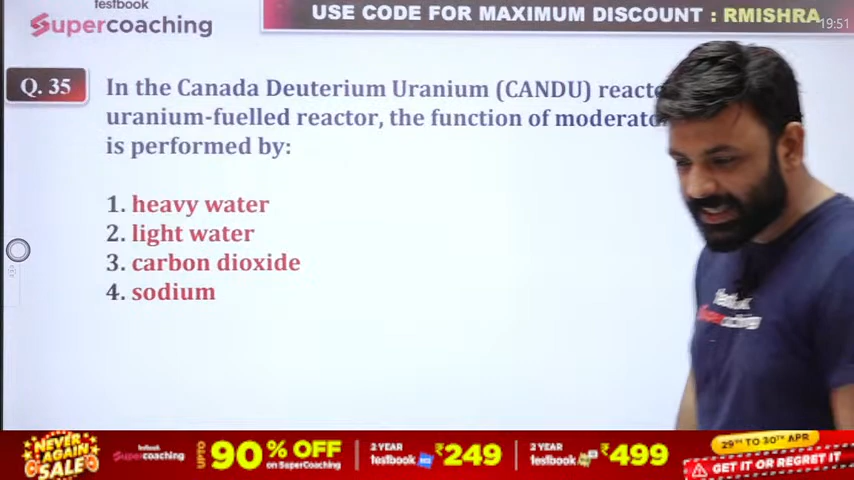 testbook
Supercoaching
USE CODE FOR MAXIMUM DISCOUNT : RMISHRA
19:51
Q. 35
In the Canada Deuterium Uranium (CANDU)
uranium-fuelled reactor, the function of
is performed by:
1. heavy water
2. light water
3. carbon dioxide
4. sodium
NEVER AGAIN SALE
testbook
Supercoaching
UPTO 90% OFF
on SuperCoaching
2 YEAR
testbook
₹249
2 YEAR
testbook
₹499
29TH TO 30TH APR
GET IT OR REGRET IT